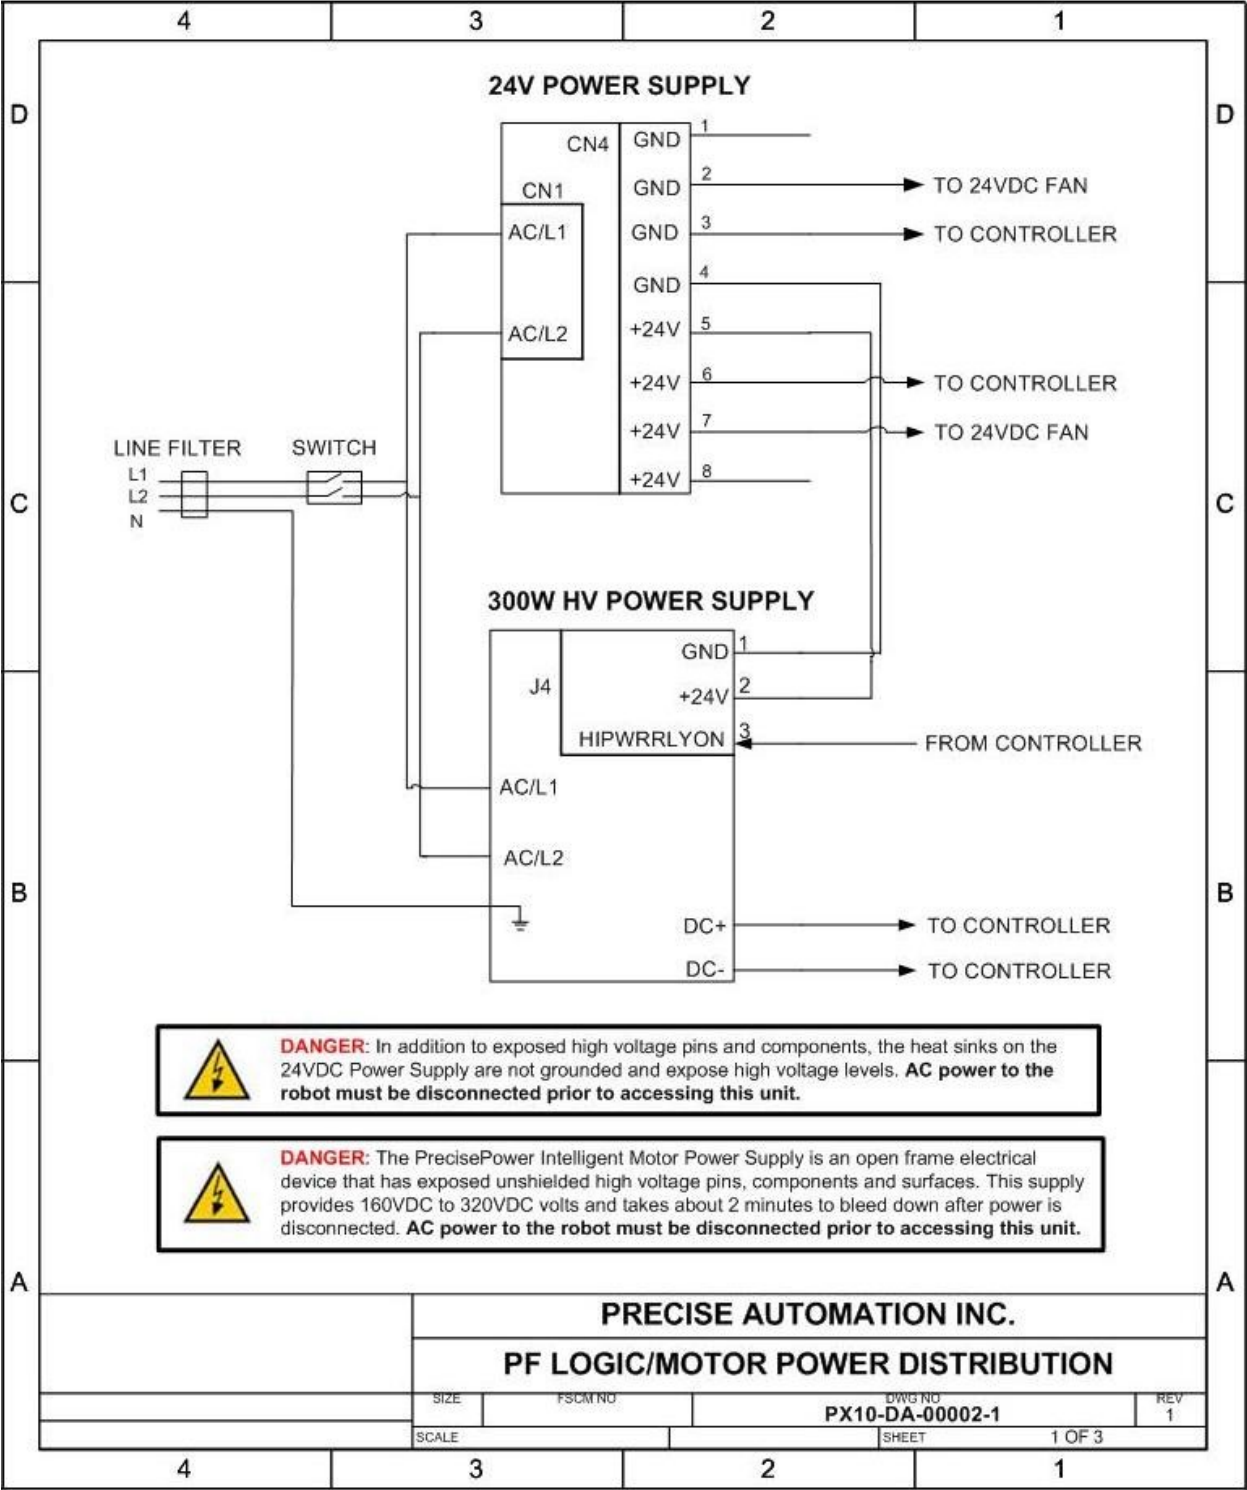 4 3 2 1
24V POWER SUPPLY
D D
CN4 GND 1
CN1 GND 2 TO 24VDC FAN
AC/L1 GND 3 TO CONTROLLER
GND 4
AC/L2 +24V 5
+24V 6 TO CONTROLLER
+24V 7 TO 24VDC FAN
LINE FILTER SWITCH
L1 +24V 8
L2
C C
N
300W HV POWER SUPPLY
GND 1
J4 +24V 2
HIPWRRLYON 3 FROM CONTROLLER
AC/L1
AC/L2
B B
DC+ TO CONTROLLER
DC- TO CONTROLLER
DANGER: In addition to exposed high voltage pins and components, the heat sinks on the
24VDC Power Supply are not grounded and expose high voltage levels. AC power to the
robot must be disconnected prior to accessing this unit.
DANGER: The PrecisePower Intelligent Motor Power Supply is an open frame electrical
device that has exposed unshielded high voltage pins, components and surfaces. This supply
provides 160VDC to 320VDC volts and takes about 2 minutes to bleed down after power is
disconnected. AC power to the robot must be disconnected prior to accessing this unit.
A A
PRECISE AUTOMATION INC.
PF LOGIC/MOTOR POWER DISTRIBUTION
SIZE FSCM NO DWG NO REV
PX10-DA-00002-1 1
SCALE SHEET 1 OF 3
4 3 2 1